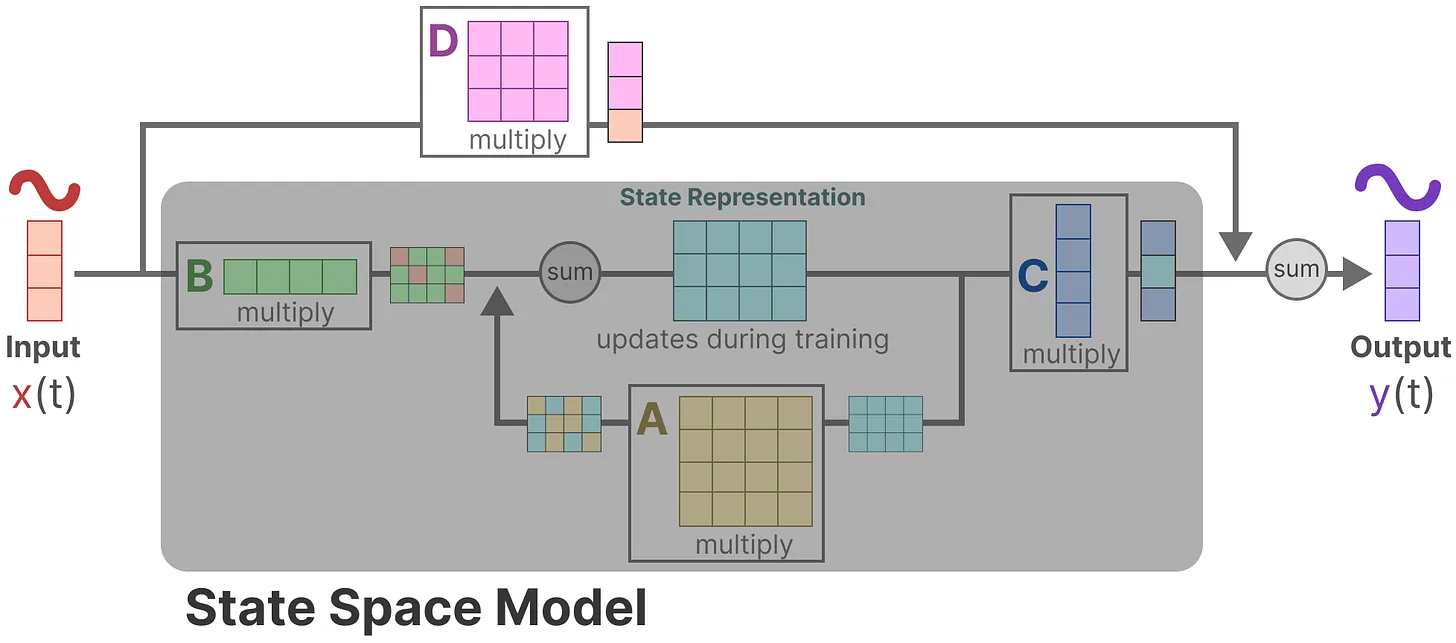 D
multiply
State Representation
B
multiply
sum
updates during training
C
multiply
sum
Input
x(t)
Output
y(t)
A
multiply
State Space Model